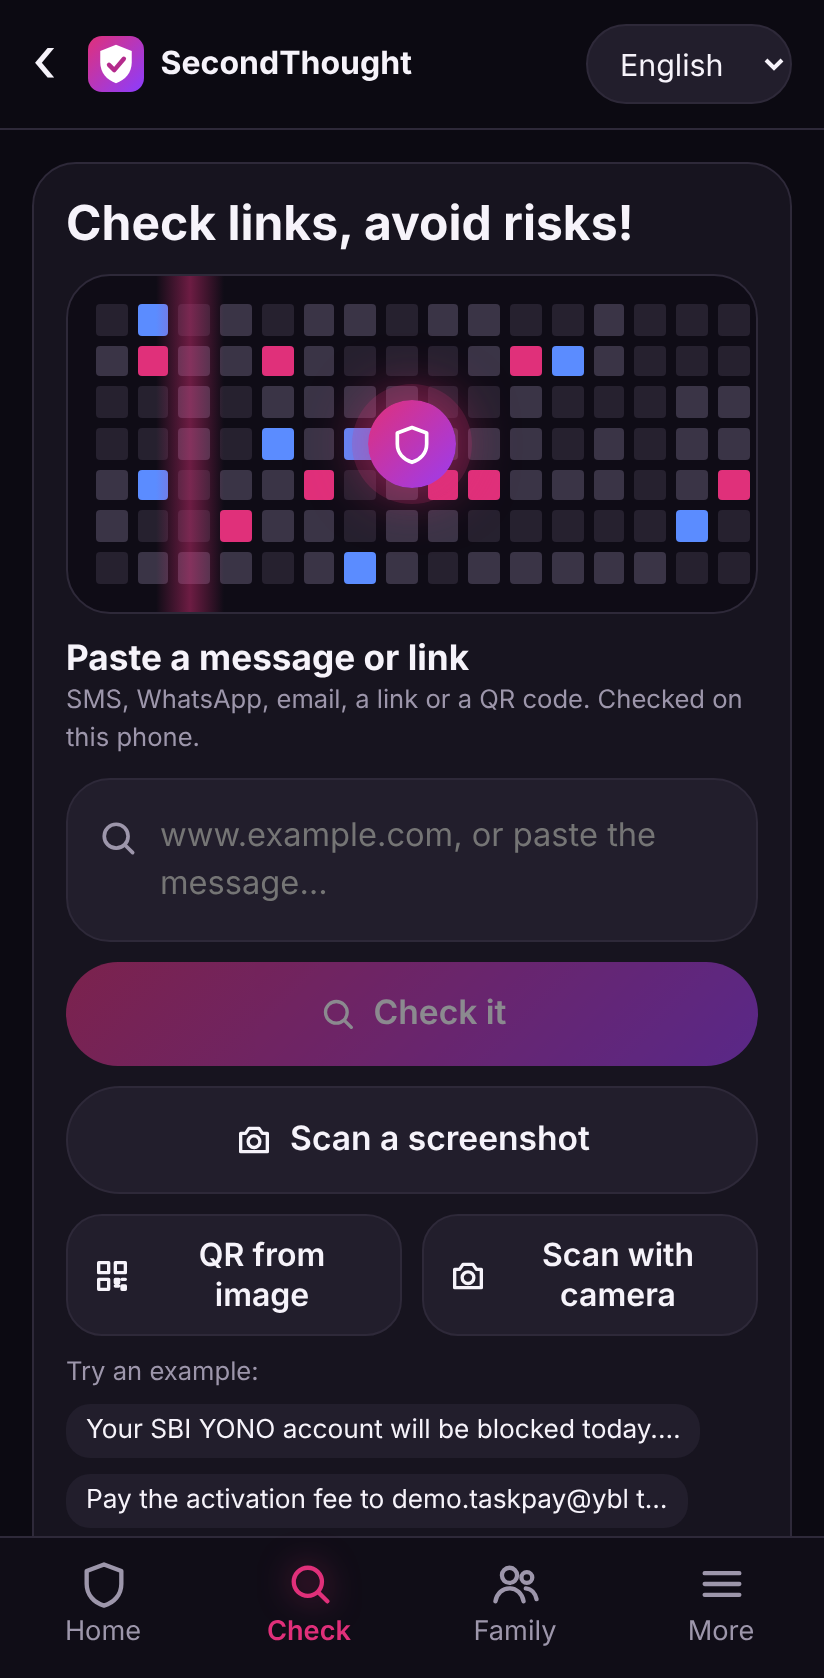 SecondThought
English
Check links, avoid risks!
Paste a message or link
SMS, WhatsApp, email, a link or a QR code. Checked on
this phone.
www.example.com, or paste the
message...
Check it
Scan a screenshot
QR from
image
Scan with
camera
Try an example:
Your SBI YONO account will be blocked today....
Pay the activation fee to demo.taskpay@ybl t...
Home
Check
Family
More